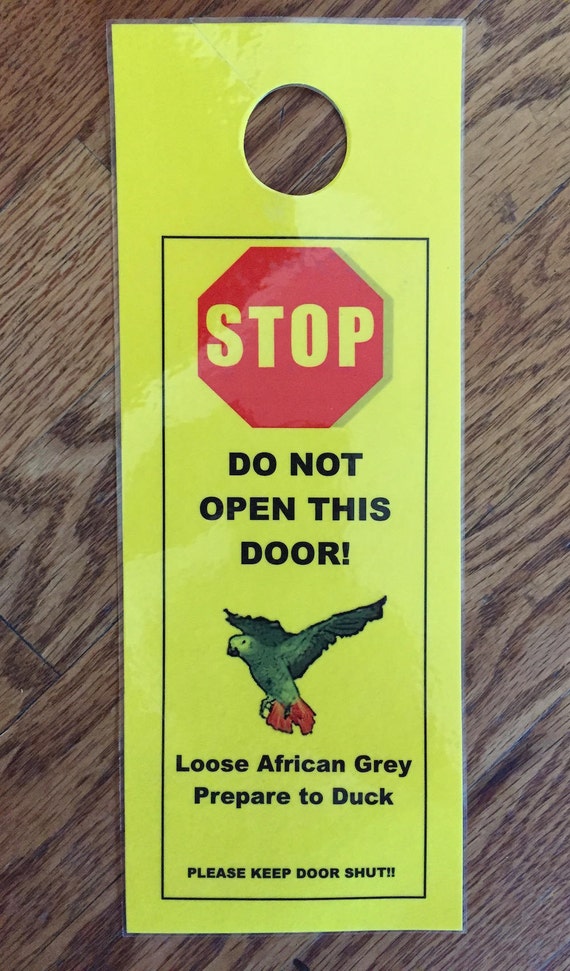 STOP
DO NOT
OPEN THIS
DOOR!
Loose African Grey
Prepare to Duck
PLEASE KEEP DOOR SHUT!!